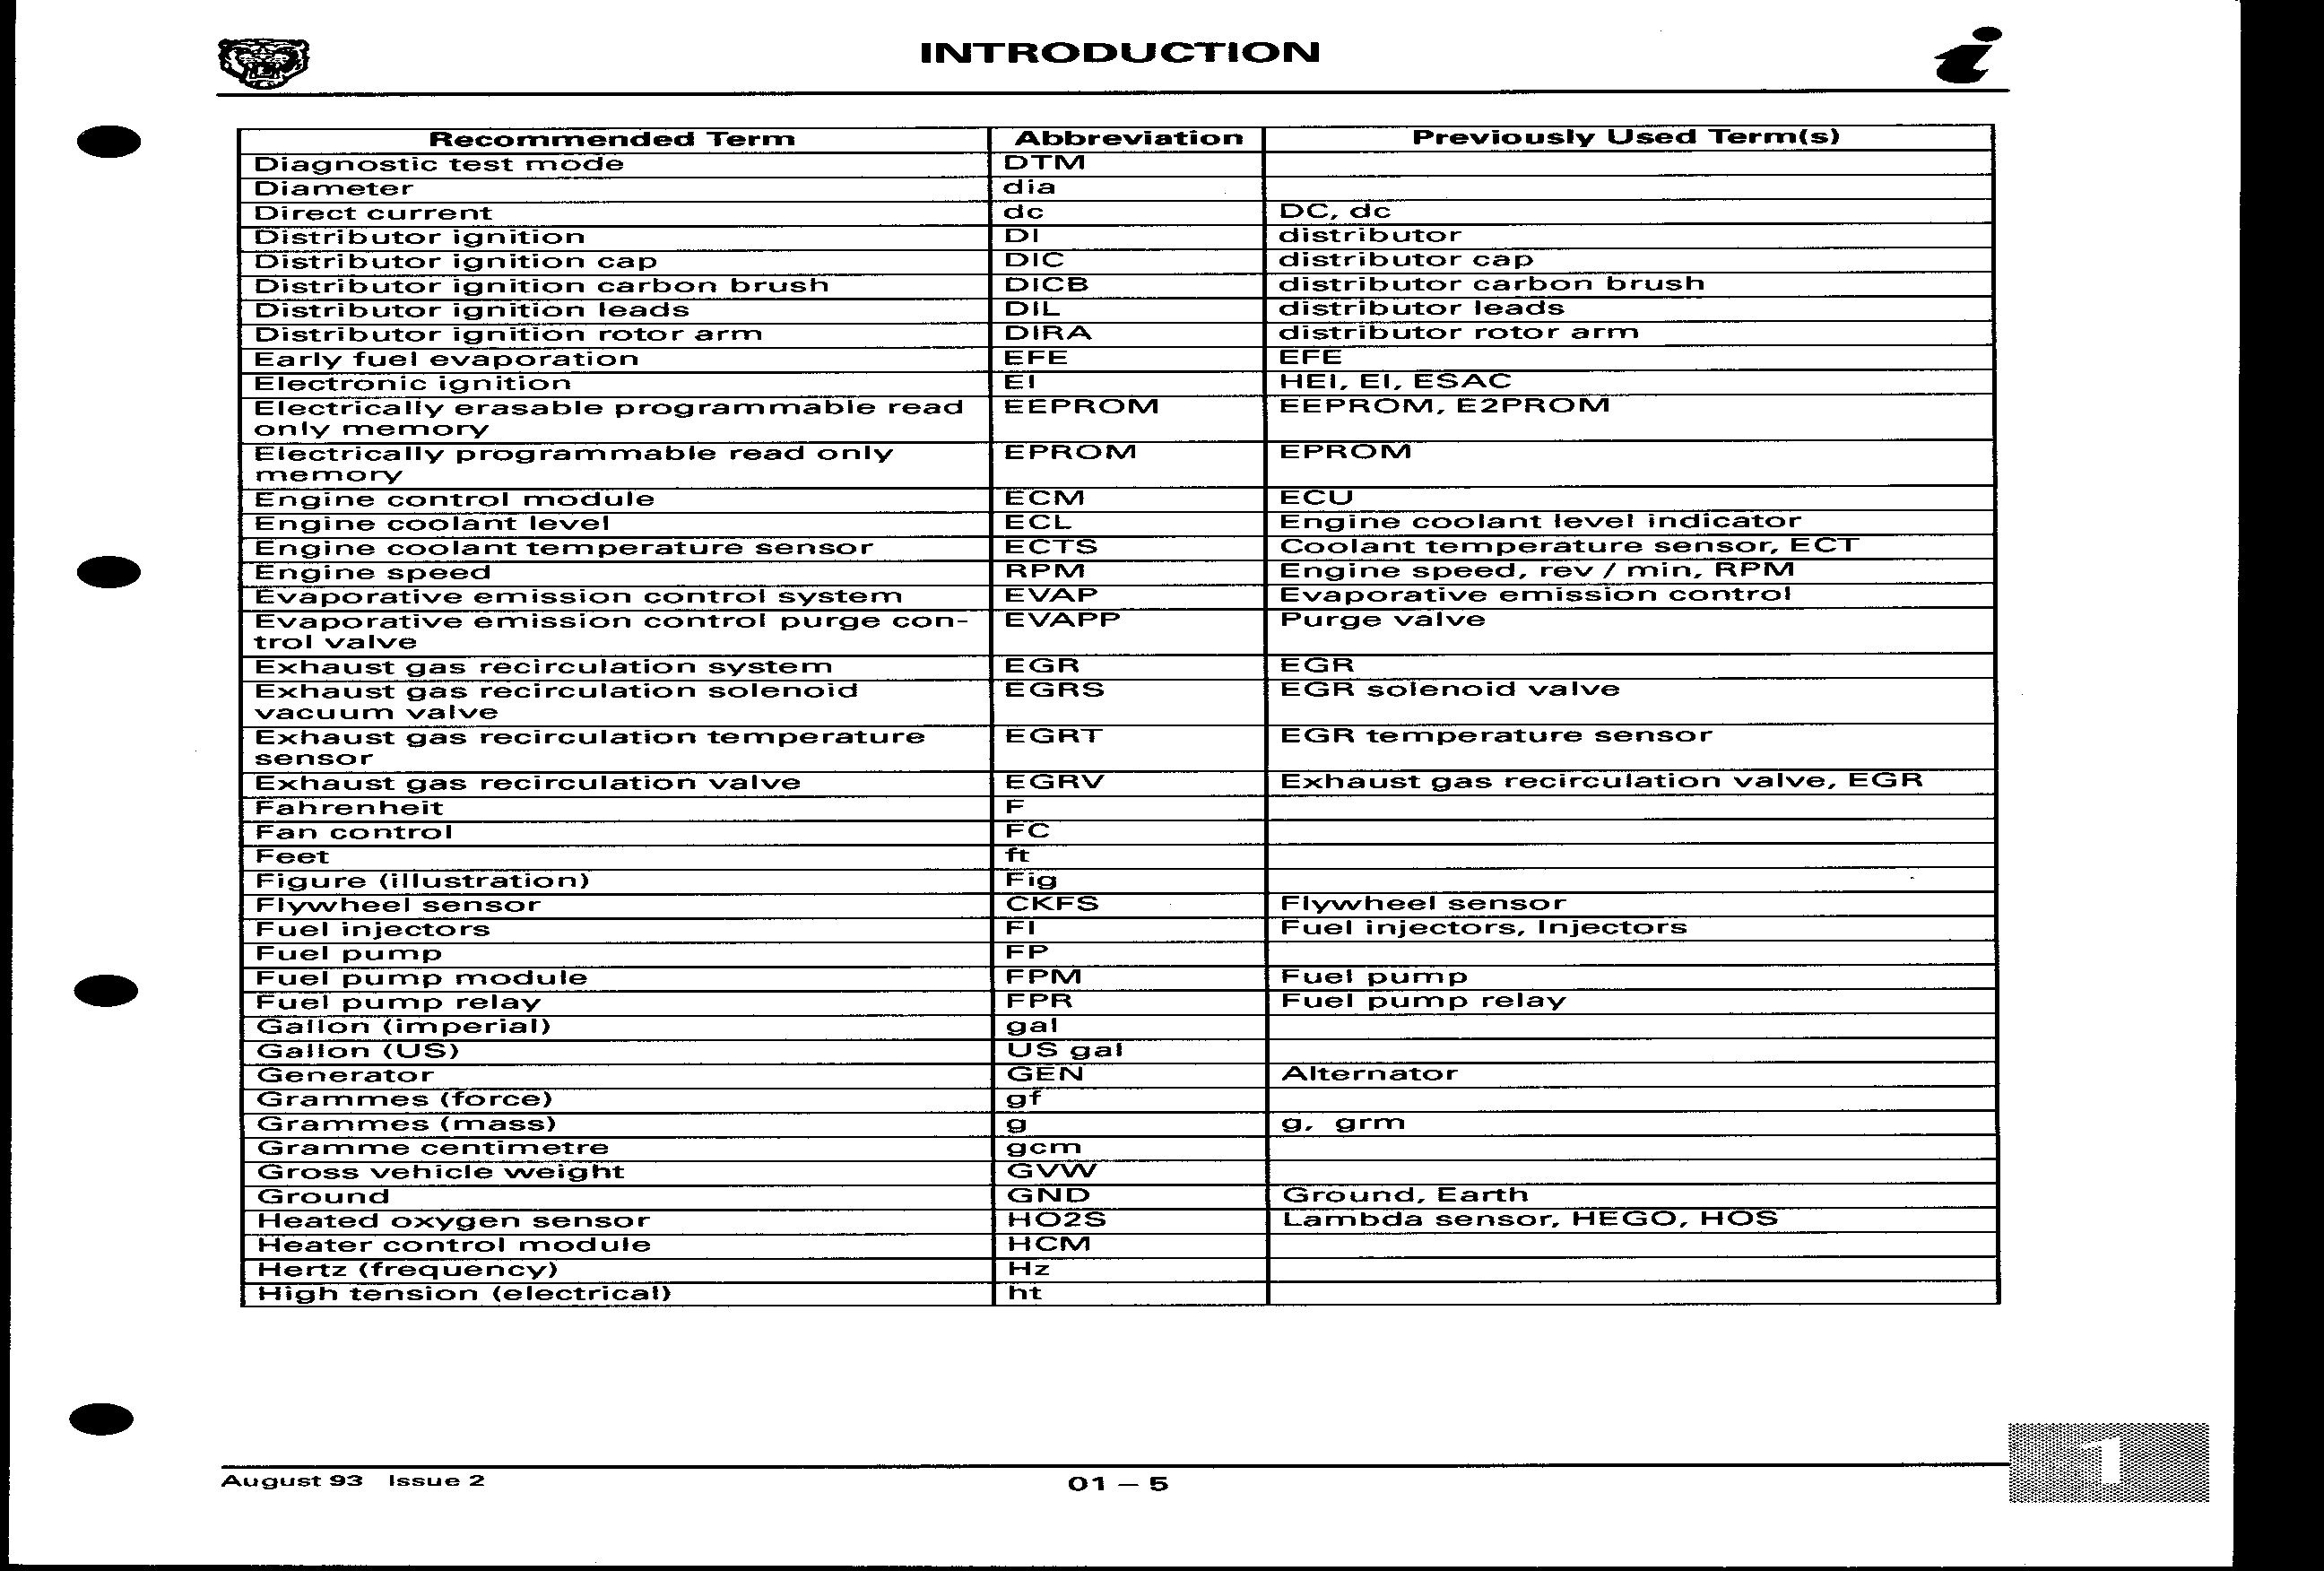 INTRODUCTION
Recommended Term Abbreviation Previously Used Term(s)
Diagnostic test mode DTM
Diameter dia
Direct current dc DC, dc
Distributor ignition DI distributor
Distributor ignition cap DIC distributor cap
Distributor ignition carbon brush DICB distributor carbon brush
Distributor ignition leads DIL distributor leads
Distributor ignition rotor arm DIRA distributor rotor arm
Early fuel evaporation EFE EFE
Electronic ignition EI HEI, EI, ESAC
Electrically erasable programmable read EEPROM EEPROM, E2PROM
only memory
Electrically programmable read only EPROM EPROM
memory
Engine control module ECM ECU
Engine coolant level ECL Engine coolant level indicator
Engine coolant temperature sensor ECTS Coolant temperature sensor, ECT
Engine speed RPM Engine speed, rev / min, RPM
Evaporative emission control system EVAP Evaporative emission control
Evaporative emission control purge con- EVAPP Purge valve
trol valve
Exhaust gas recirculation system EGR EGR
Exhaust gas recirculation solenoid EGRS EGR solenoid valve
vacuum valve
Exhaust gas recirculation temperature EGRT EGR temperature sensor
sensor
Exhaust gas recirculation valve EGRV Exhaust gas recirculation valve, EGR
Fahrenheit F
Fan control FC
Feet ft
Figure (illustration) Fig
Flywheel sensor CKFS Flywheel sensor
Fuel injectors FI Fuel injectors, Injectors
Fuel pump FP
Fuel pump module FPM Fuel pump
Fuel pump relay FPR Fuel pump relay
Gallon (imperial) gal
Gallon (US) US gal
Generator GEN Alternator
Grammes (force) gf
Grammes (mass) g g, grm
Gramme centimetre gcm
Gross vehicle weight GVW
Ground GND Ground, Earth
Heated oxygen sensor HO2S Lambda sensor, HEGO, HOS
Heater control module HCM
Hertz (frequency) Hz
High tension (electrical) ht
August 93 Issue 2 01 – 5
1